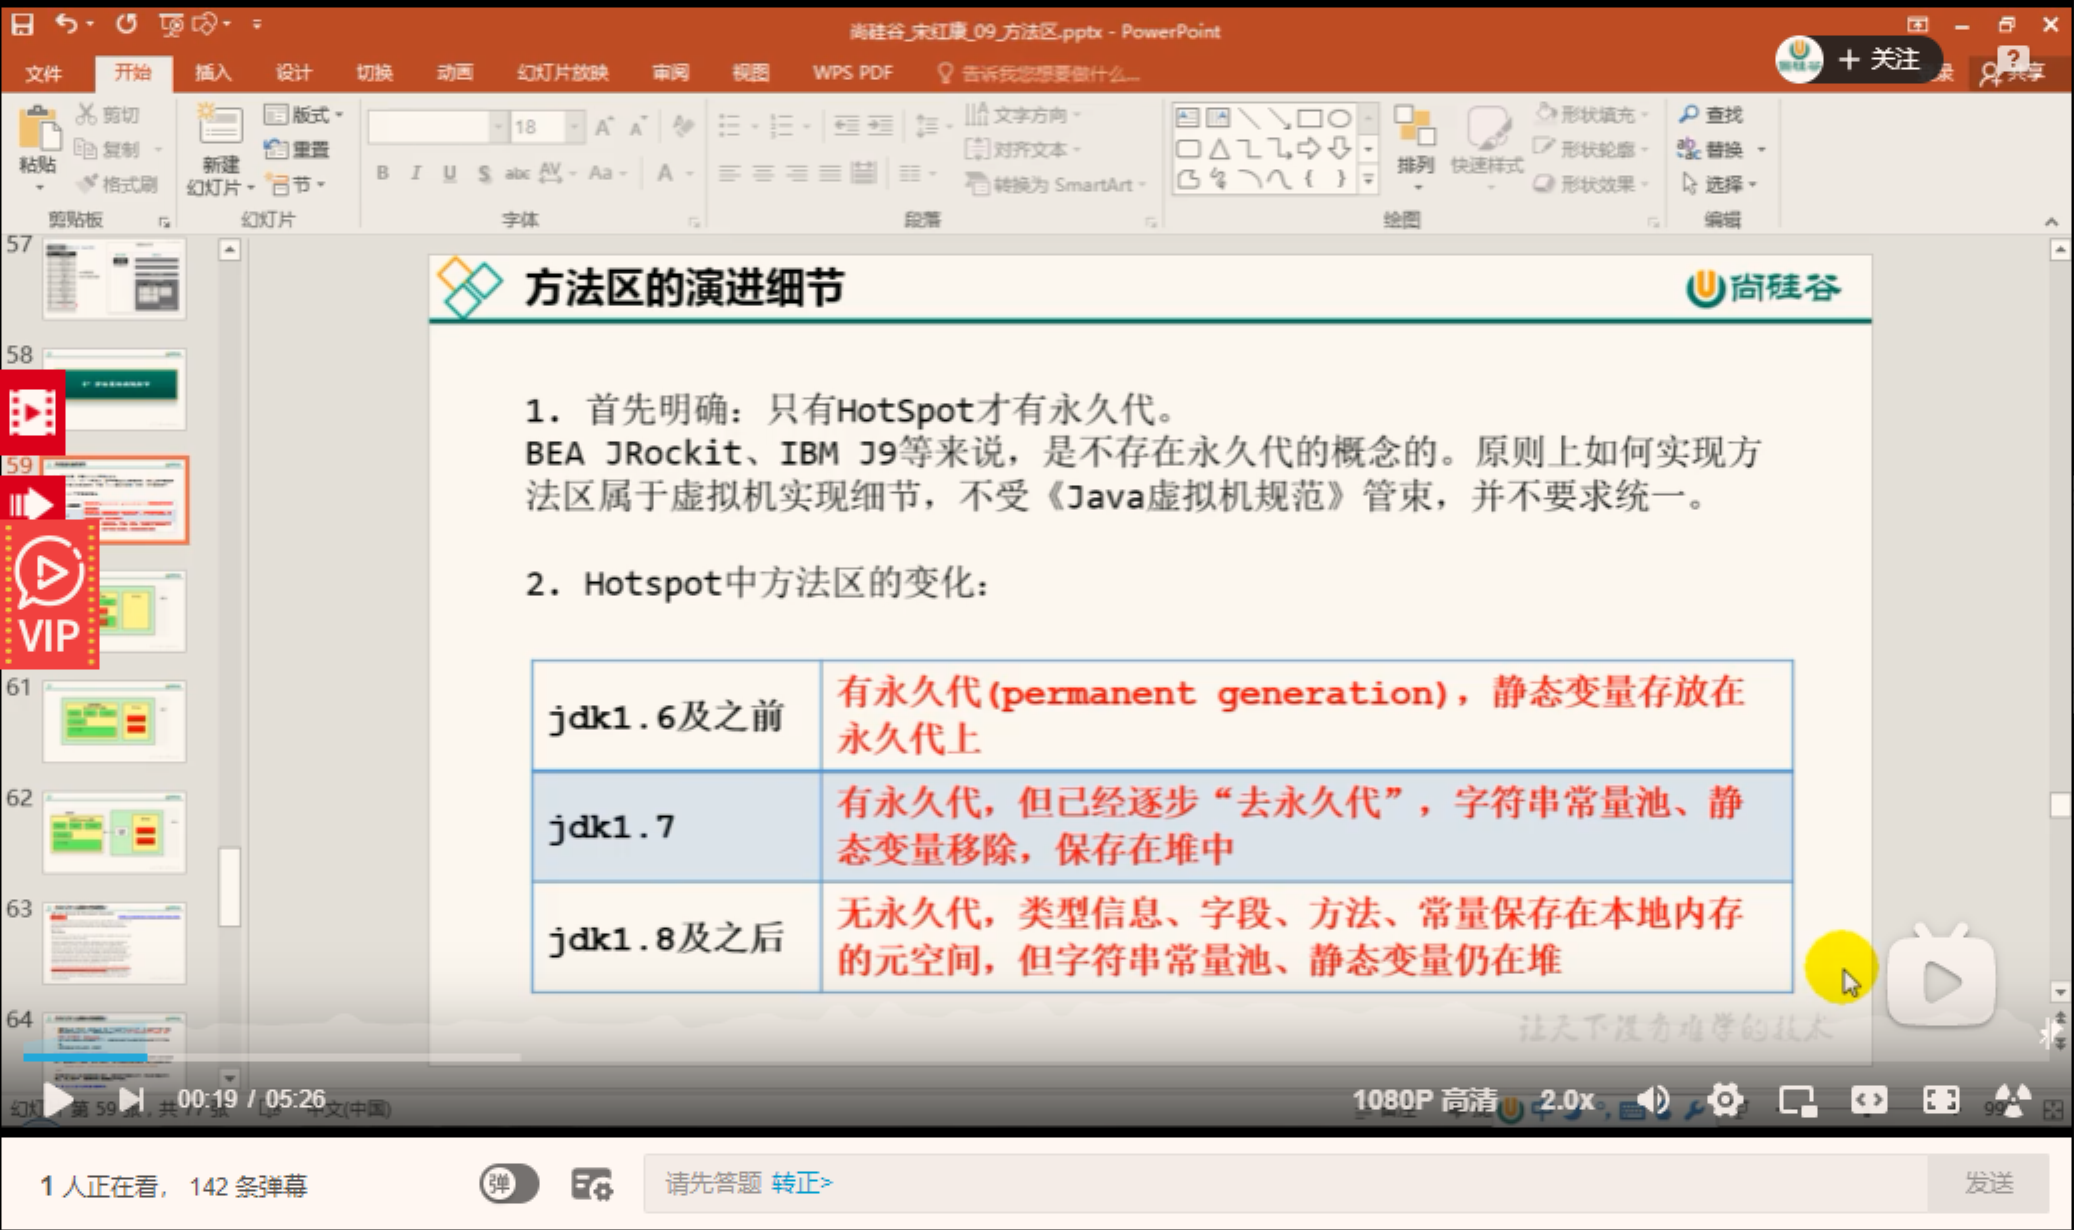 尚硅谷_宋红康_09_方法区.pptx - PowerPoint
+ 关注
文件 开始 插入 设计 切换 动画 幻灯片放映 审阅 视图 WPS PDF 告诉我您想要做什么... 录 共享
粘贴 剪切 复制 格式刷
剪贴板
新建
幻灯片 版式 重置 节
幻灯片
18
B I U S abc AV Aa A
字体
文字方向
对齐文本
转换为 SmartArt
段落
排列 快速样式
形状填充
形状轮廓
形状效果
绘图
查找
替换
选择
编辑
57
58
59
61
62
63
64
VIP
方法区的演进细节
尚硅谷
1. 首先明确：只有HotSpot才有永久代。
BEA JRockit、IBM J9等来说，是不存在永久代的概念的。原则上如何实现方
法区属于虚拟机实现细节，不受《Java虚拟机规范》管束，并不要求统一。
2. Hotspot中方法区的变化：
jdk1.6及之前
有永久代(permanent generation)，静态变量存放在
永久代上
jdk1.7
有永久代，但已经逐步“去永久代”，字符串常量池、静
态变量移除，保存在堆中
jdk1.8及之后
无永久代，类型信息、字段、方法、常量保存在本地内存
的元空间，但字符串常量池、静态变量仍在堆
让天下没有难学的技术
00:19 / 05:26
1080P 高清 2.0x
中文(中国)
1 人正在看， 142 条弹幕
弹
请先答题 转正>
发送